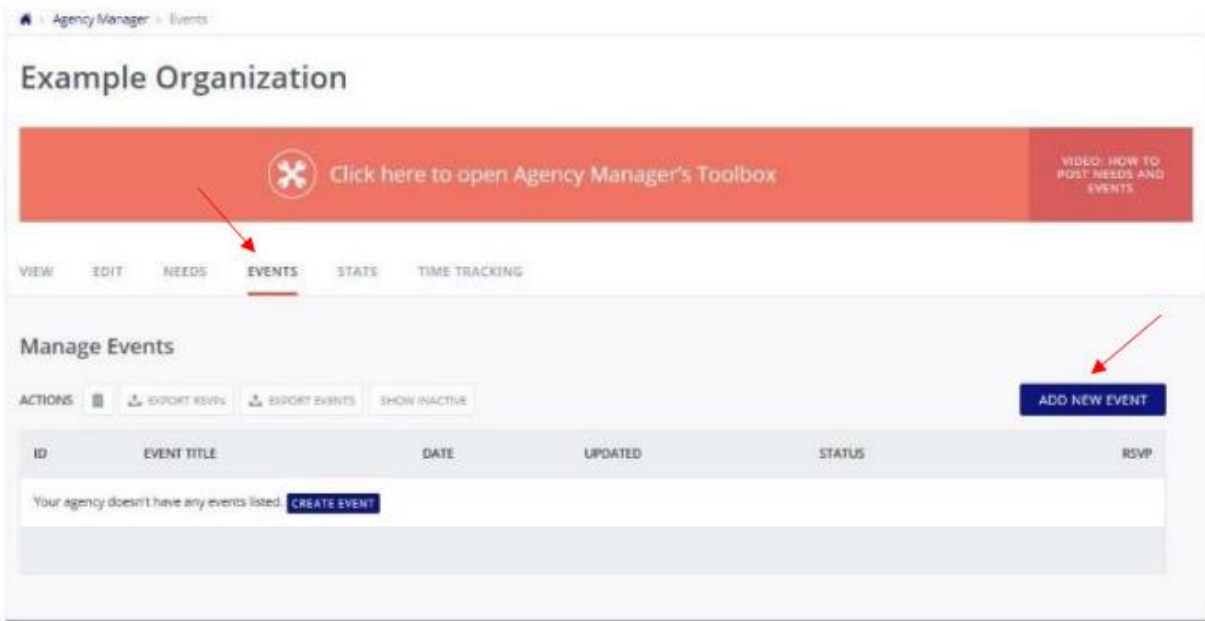 Agency Manager > Events
Example Organization
Click here to open Agency Manager's Toolbox
VIDEO: HOW TO
POST NEEDS AND
EVENTS
VIEW EDIT NEEDS EVENTS STATS TIME TRACKING
Manage Events
ACTIONS EXPORT RSVPs EXPORT EVENTS SHOW INACTIVE
ADD NEW EVENT
ID EVENT TITLE DATE UPDATED STATUS RSVP
Your agency doesn't have any events listed. CREATE EVENT